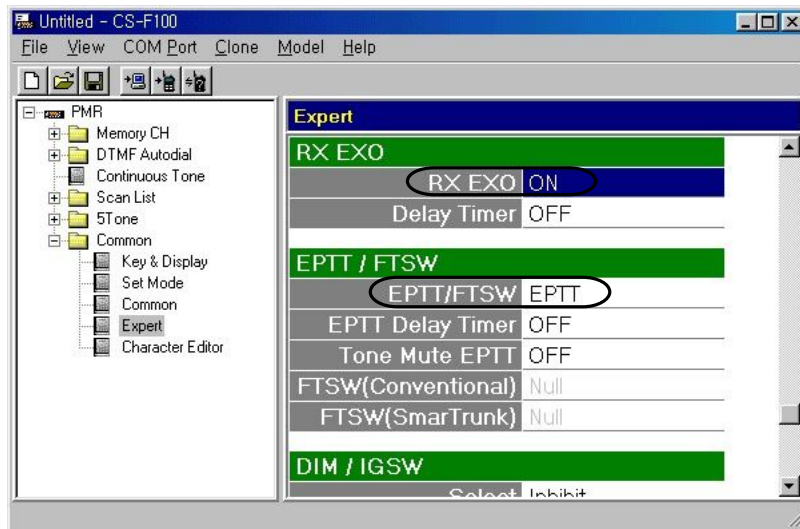 Untitled - CS-F100
File View COM Port Clone Model Help
PMR
Memory CH
DTMF Autodial
Continuous Tone
Scan List
5Tone
Common
Key & Display
Set Mode
Common
Expert
Character Editor
Expert
RX EXO
RX EXO ON
Delay Timer OFF
EPTT / FTSW
EPTT/FTSW EPTT
EPTT Delay Timer OFF
Tone Mute EPTT OFF
FTSW(Conventional) Null
FTSW(SmarTrunk) Null
DIM / IGSW
Select Inhibit